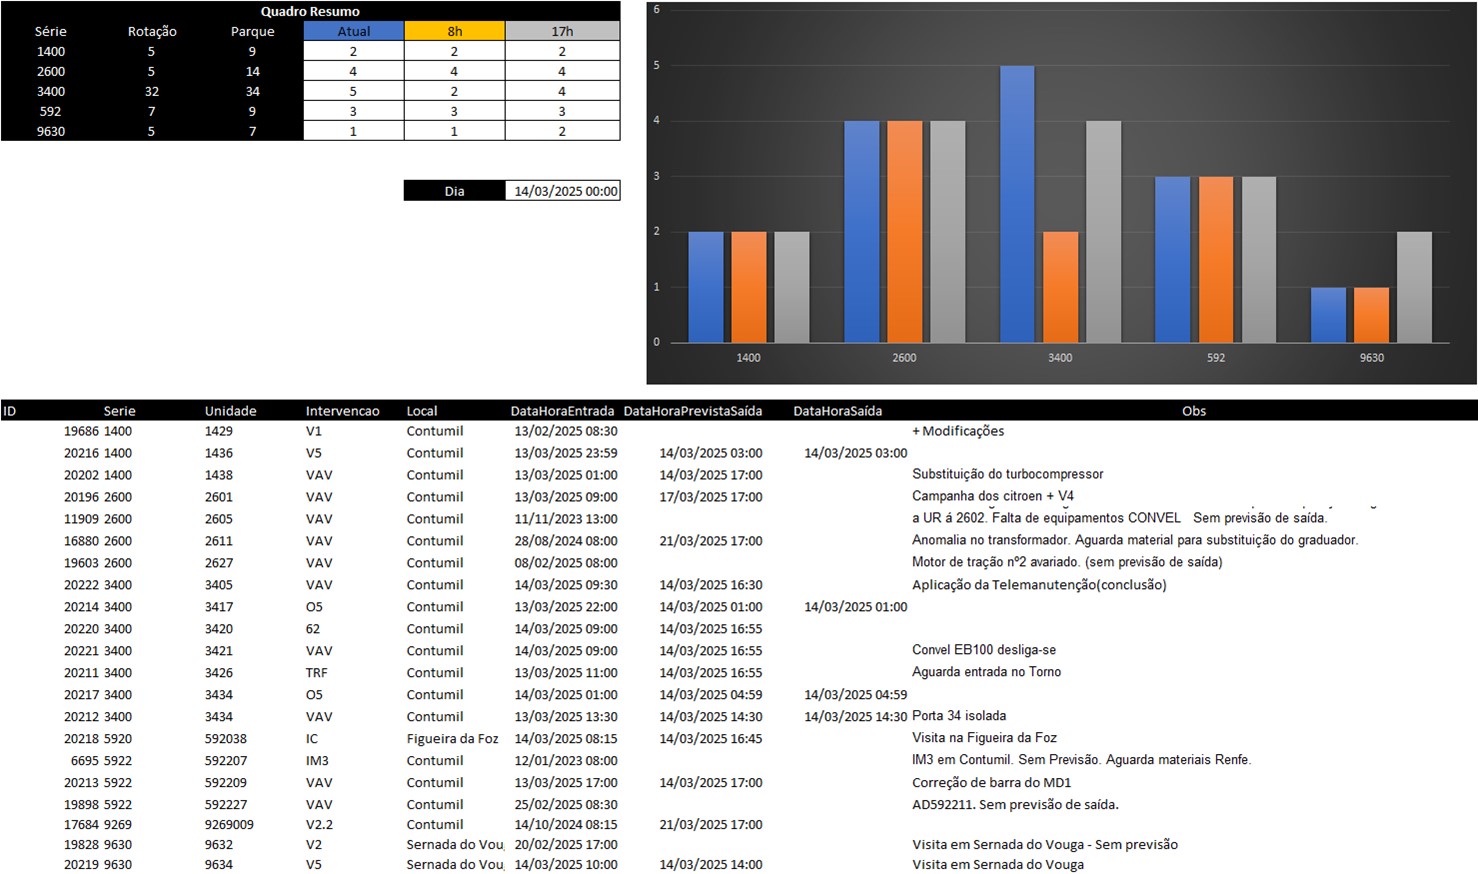 Quadro Resumo
Série Rotação Parque Atual 8h 17h
1400 5 9 2 2 2
2600 5 14 4 4 4
3400 32 34 5 2 4
592 7 9 3 3 3
9630 5 7 1 1 2
Dia 14/03/2025 00:00
6
5
4
3
2
1
0
1400 2600 3400 592 9630
ID Serie Unidade Intervencao Local DataHoraEntrada DataHoraPrevistaSaída DataHoraSaída Obs
19686 1400 1429 V1 Contumil 13/02/2025 08:30 + Modificações
20216 1400 1436 V5 Contumil 13/03/2025 23:59 14/03/2025 03:00 14/03/2025 03:00
20202 1400 1438 VAV Contumil 13/03/2025 01:00 14/03/2025 17:00 Substituição do turbocompressor
20196 2600 2601 VAV Contumil 13/03/2025 09:00 17/03/2025 17:00 Campanha dos citroen + V4
11909 2600 2605 VAV Contumil 11/11/2023 13:00 a UR á 2602. Falta de equipamentos CONVEL Sem previsão de saída.
16880 2600 2611 VAV Contumil 28/08/2024 08:00 21/03/2025 17:00 Anomalia no transformador. Aguarda material para substituição do graduador.
19603 2600 2627 VAV Contumil 08/02/2025 08:00 Motor de tração nº2 avariado. (sem previsão de saída)
20222 3400 3405 VAV Contumil 14/03/2025 09:30 14/03/2025 16:30 Aplicação da Telemanutenção(conclusão)
20214 3400 3417 O5 Contumil 13/03/2025 22:00 14/03/2025 01:00 14/03/2025 01:00
20220 3400 3420 62 Contumil 14/03/2025 09:00 14/03/2025 16:55
20221 3400 3421 VAV Contumil 14/03/2025 09:00 14/03/2025 16:55 Convel EB100 desliga-se
20211 3400 3426 TRF Contumil 13/03/2025 11:00 14/03/2025 16:55 Aguarda entrada no Torno
20217 3400 3434 O5 Contumil 14/03/2025 01:00 14/03/2025 04:59 14/03/2025 04:59
20212 3400 3434 VAV Contumil 13/03/2025 13:30 14/03/2025 14:30 14/03/2025 14:30 Porta 34 isolada
20218 5920 592038 IC Figueira da Foz 14/03/2025 08:15 14/03/2025 16:45 Visita na Figueira da Foz
6695 5922 592207 IM3 Contumil 12/01/2023 08:00 IM3 em Contumil. Sem Previsão. Aguarda materiais Renfe.
20213 5922 592209 VAV Contumil 13/03/2025 17:00 14/03/2025 17:00 Correção de barra do MD1
19898 5922 592227 VAV Contumil 25/02/2025 08:30 AD592211. Sem previsão de saída.
17684 9269 9269009 V2.2 Contumil 14/10/2024 08:15 21/03/2025 17:00
19828 9630 9632 V2 Sernada do Vou 20/02/2025 17:00 Visita em Sernada do Vouga - Sem previsão
20219 9630 9634 V5 Sernada do Vou 14/03/2025 10:00 14/03/2025 14:00 Visita em Sernada do Vouga